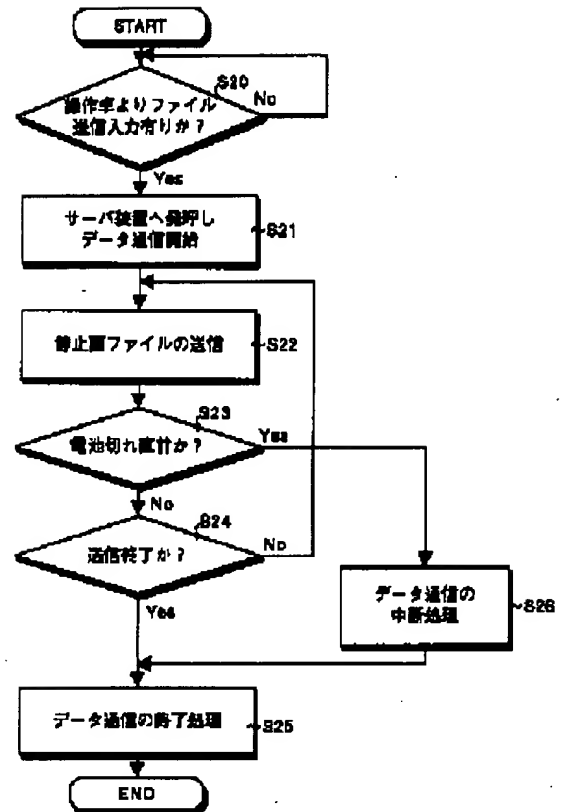 START
S20
操作卓よりファイル
送信入力有りか？
No
Yes
サーバ装置へ発呼し
データ通信開始
S21
静止画ファイルの送信
S22
S23
電池切れ直前か？
Yes
No
S24
送信終了か？
No
Yes
データ通信の
中断処理
S26
データ通信の終了処理
S25
END